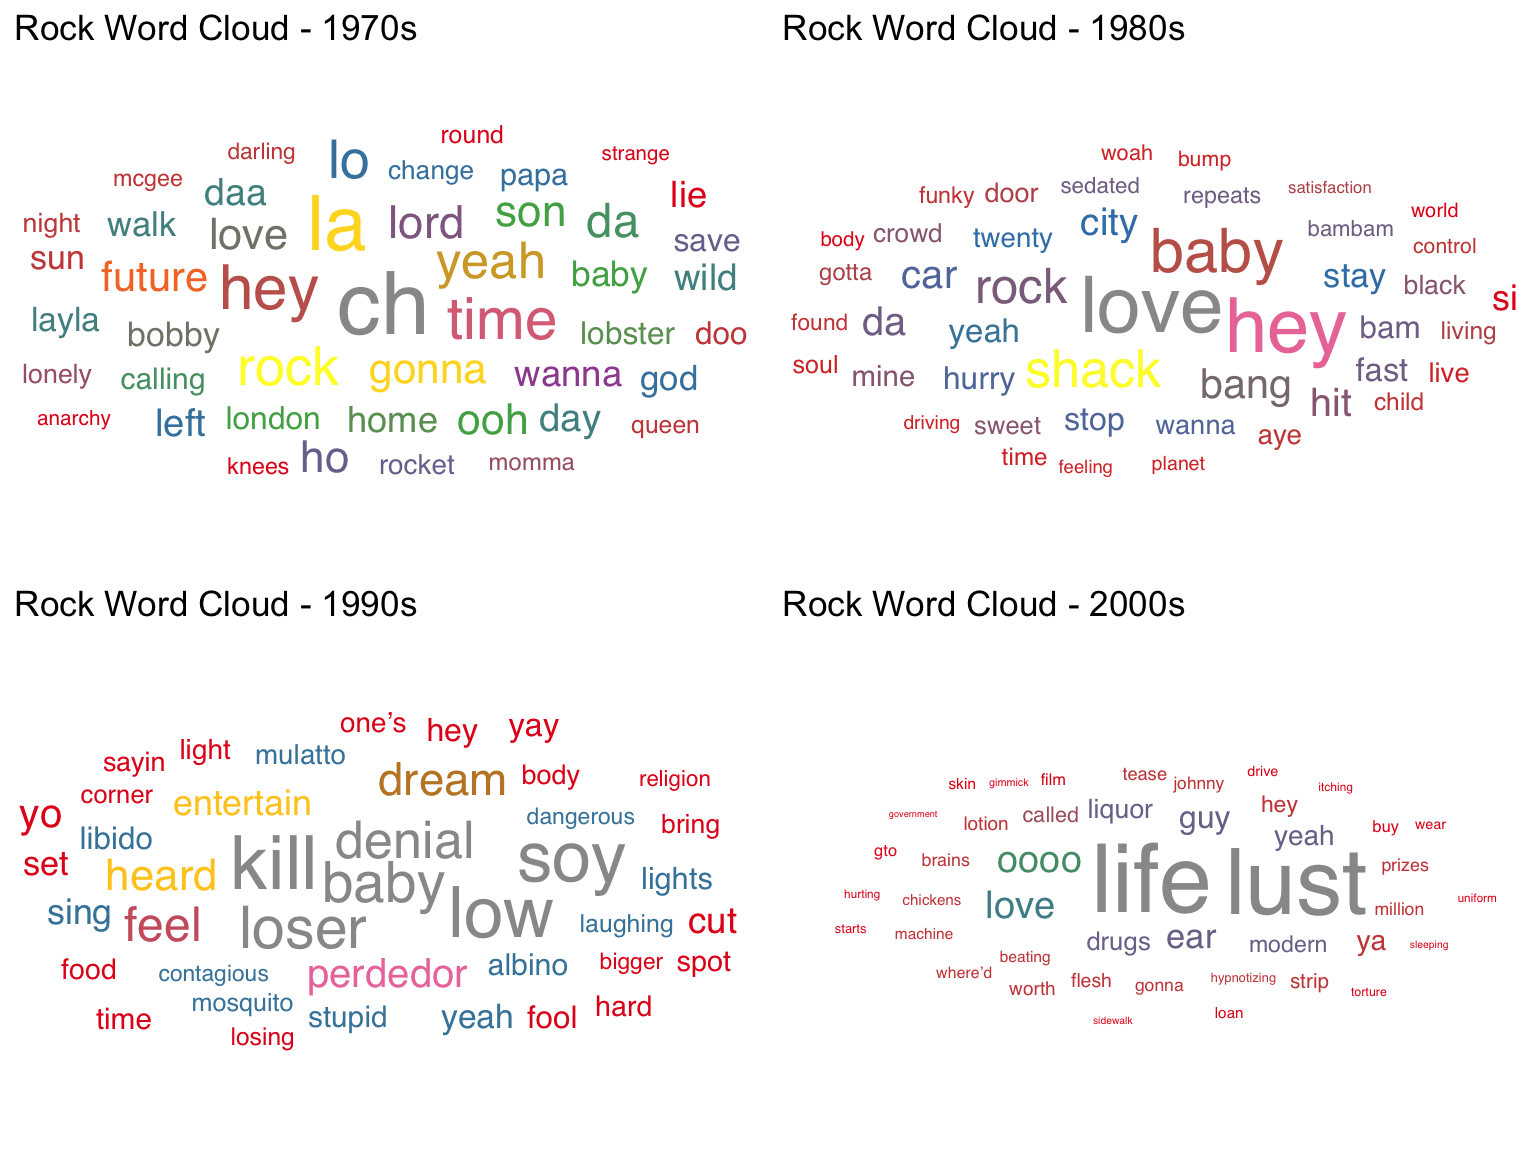 Rock Word Cloud - 1970s
round
darling
lo
strange
mcgee
change
papa
daa
lie
night
walk
love
la
lord
son
da
save
sun
future
hey
ch
yeah
baby
wild
layla
bobby
time
lobster
doo
lonely
calling
rock
gonna
wanna
god
anarchy
left
london
home
ooh
day
queen
knees
ho
rocket
momma
Rock Word Cloud - 1980s
woah
bump
funky
door
sedated
repeats
satisfaction
world
body
crowd
twenty
city
baby
bambam
control
gotta
car
rock
love
stay
black
si
found
da
yeah
hey
bam
living
soul
mine
hurry
shack
bang
fast
live
hit
child
driving
sweet
stop
wanna
aye
time
feeling
planet
Rock Word Cloud - 1990s
one's
hey
yay
sayin
light
mulatto
dream
body
religion
corner
yo
entertain
dangerous
bring
libido
kill
denial
soy
set
heard
baby
lights
sing
feel
loser
low
laughing
cut
food
contagious
perdedor
albino
bigger
spot
mosquito
time
stupid
yeah
fool
hard
losing
Rock Word Cloud - 2000s
skin
gimmick
film
tease
johnny
drive
itching
government
lotion
called
liquor
guy
hey
yeah
buy
wear
gto
brains
oooo
life
lust
prizes
hurting
chickens
love
million
uniform
starts
machine
drugs
ear
modern
ya
sleeping
where'd
beating
worth
flesh
gonna
hypnotizing
strip
torture
sidewalk
loan